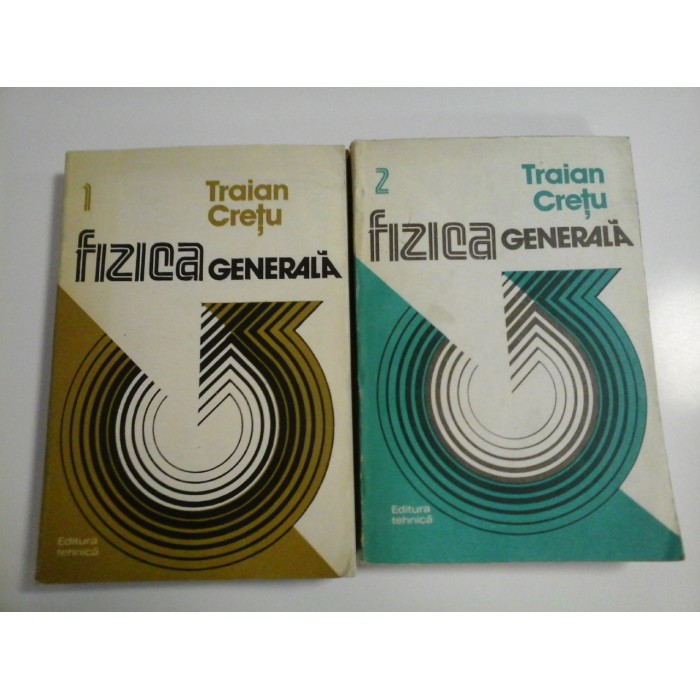 1
Traian
Crețu
fizica GENERALĂ
Editura
tehnică
2
Traian
Crețu
fizica GENERALĂ
Editura
tehnică